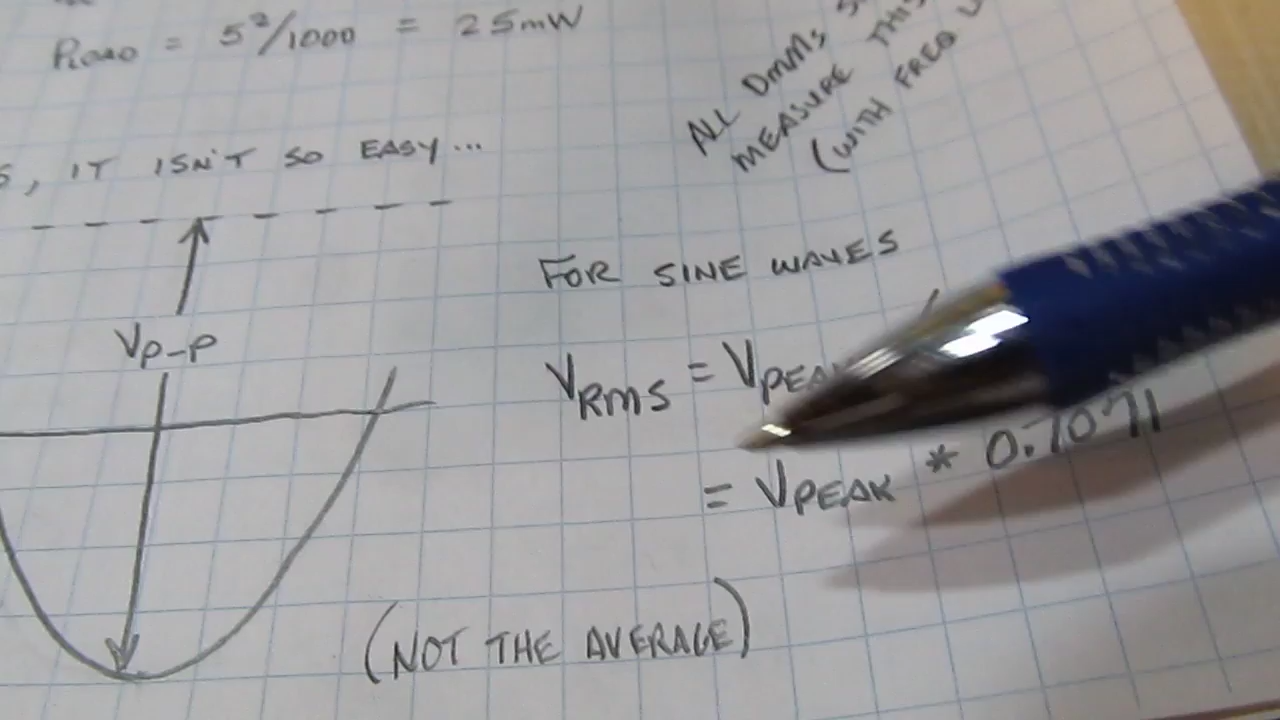 = 5²/1000 = 25mW
ALL DMMs
MEASURE THIS
(WITH FREQ
, IT ISN'T SO EASY...
FOR SINE WAVES
VP-P
VRMS = VPEA
= VPEAK * 0.7071
(NOT THE AVERAGE)